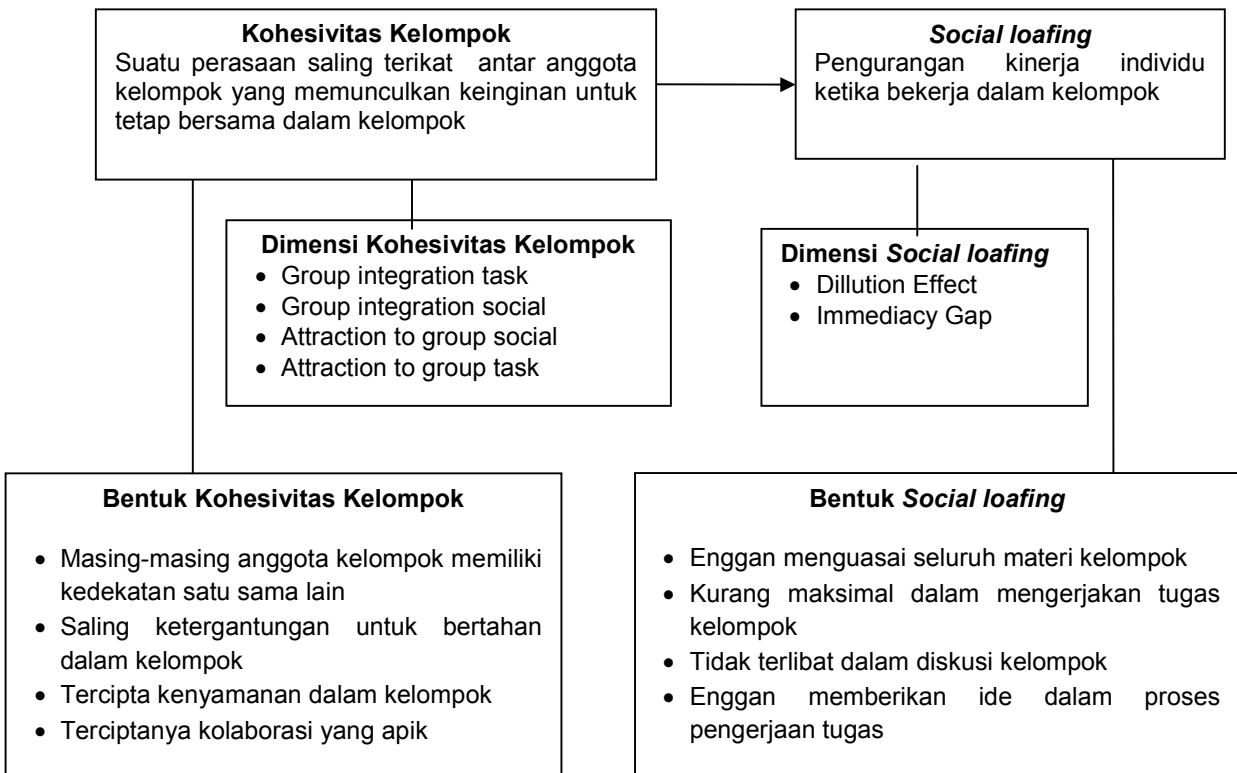 Kohesivitas Kelompok
Suatu perasaan saling terikat antar anggota
kelompok yang memunculkan keinginan untuk
tetap bersama dalam kelompok
Social loafing
Pengurangan kinerja individu
ketika bekerja dalam kelompok
Dimensi Kohesivitas Kelompok
• Group integration task
• Group integration social
• Attraction to group social
• Attraction to group task
Dimensi Social loafing
• Dillution Effect
• Immediacy Gap
Bentuk Kohesivitas Kelompok
• Masing-masing anggota kelompok memiliki
kedekatan satu sama lain
• Saling ketergantungan untuk bertahan
dalam kelompok
• Tercipta kenyamanan dalam kelompok
• Terciptanya kolaborasi yang apik
Bentuk Social loafing
• Enggan menguasai seluruh materi kelompok
• Kurang maksimal dalam mengerjakan tugas
kelompok
• Tidak terlibat dalam diskusi kelompok
• Enggan memberikan ide dalam proses
pengerjaan tugas